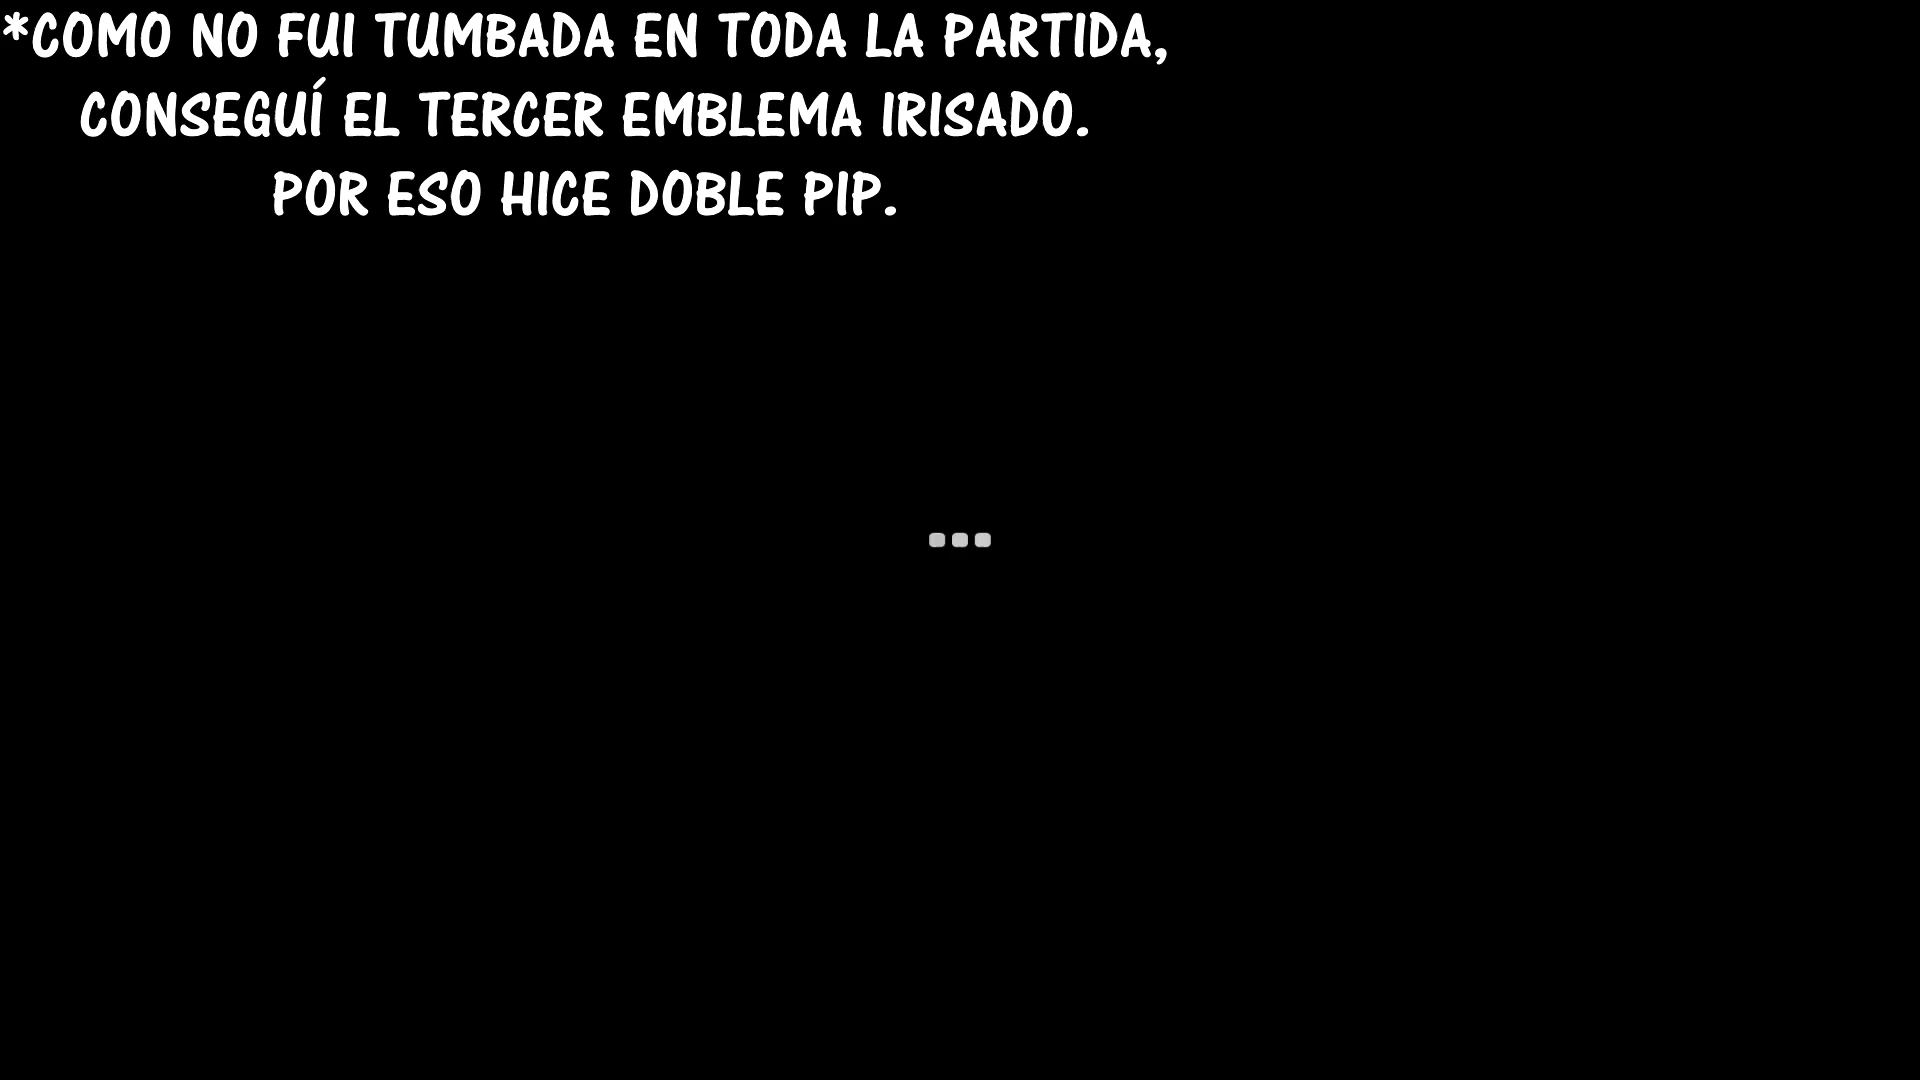 *COMO NO FUI TUMBADA EN TODA LA PARTIDA,
CONSEGUÍ EL TERCER EMBLEMA IRISADO.
POR ESO HICE DOBLE PIP.